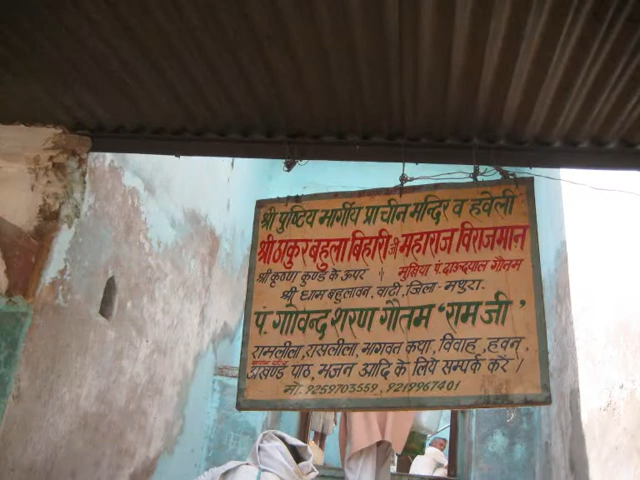 श्री पुष्टिय मार्गीय प्राचीन मन्दिर व हवेली
श्री ठाकुर बहुला बिहारी जी महाराज विराजमान
श्री कृष्ण कुण्ड के ऊपर मुखिया पं. दाऊदयाल गौतम
श्री धाम बहुलावन, वाटी, जिला-मथुरा.
पं. गोविन्द शरण गौतम "राम जी"
रामलीला, रासलीला, भागवत कथा, विवाह, हवन,
अखण्ड पाठ, भजन आदि के लिये सम्पर्क करें।
मो. 9259703559, 9219967401